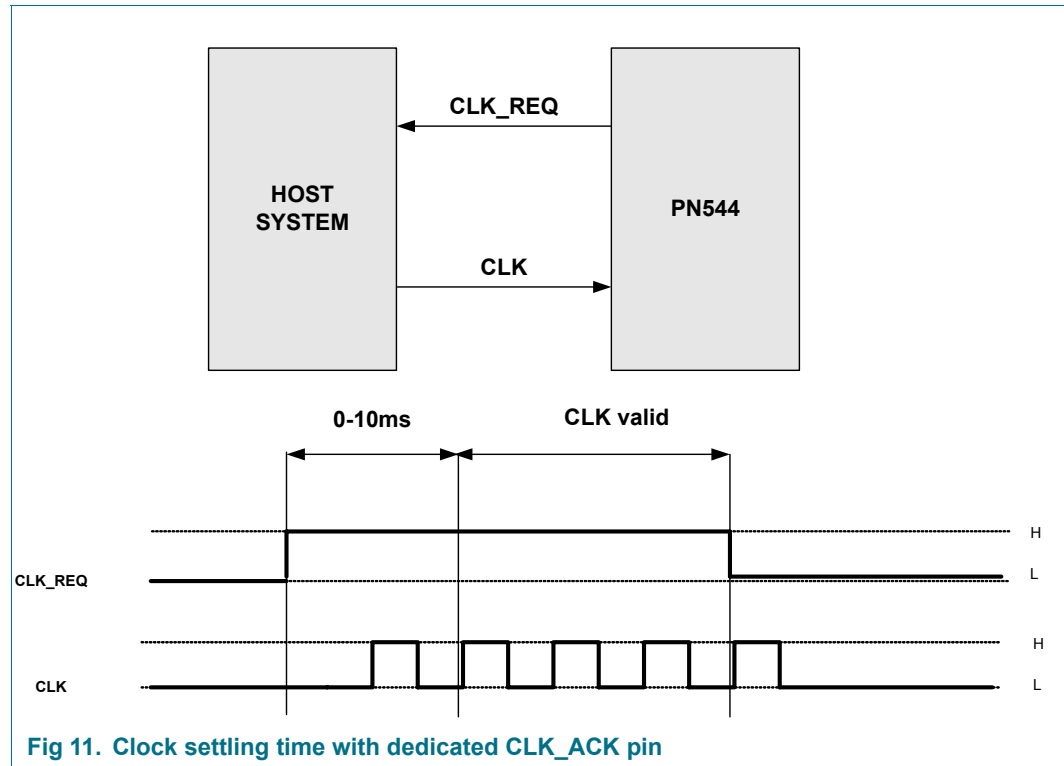 CLK_REQ
HOST
SYSTEM
PN544
CLK
0-10ms
CLK valid
H
CLK_REQ
L
H
CLK
L
Fig 11. Clock settling time with dedicated CLK_ACK pin